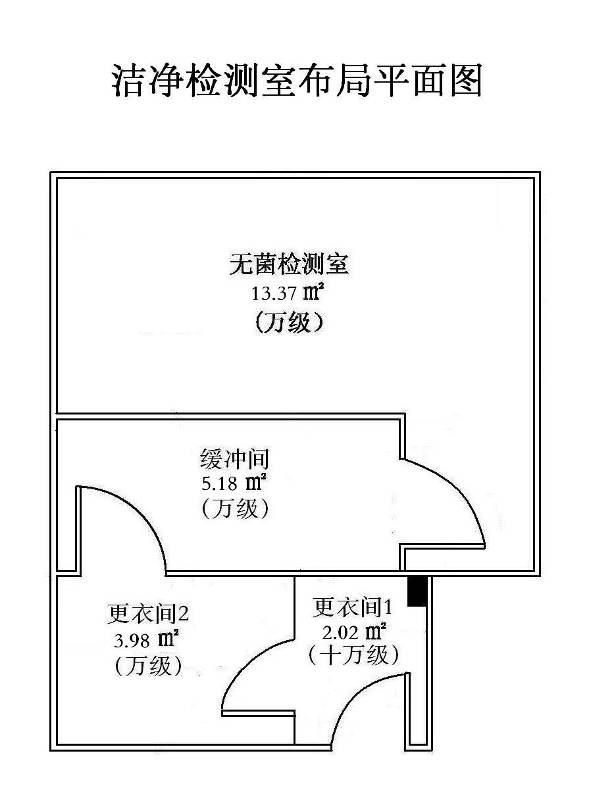 洁净检测室布局平面图
无菌检测室
13.37 ㎡
(万级）
缓冲间
5.18 ㎡
（万级）
更衣间2
3.98 ㎡
（万级）
更衣间1
2.02 ㎡
（十万级）